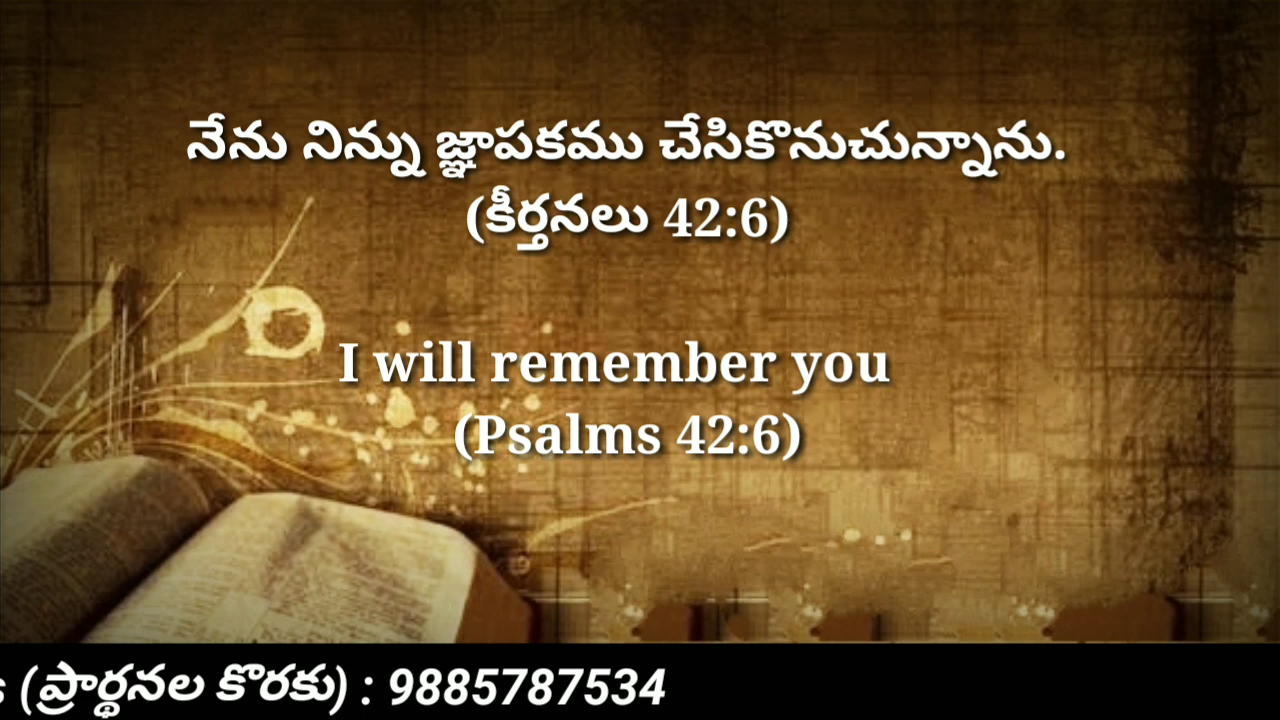 నేను నిన్ను జ్ఞాపకము చేసికొనుచున్నాను.
(కీర్తనలు 42:6)
I will remember you
(Psalms 42:6)
(ప్రార్థనల కొరకు) : 9885787534